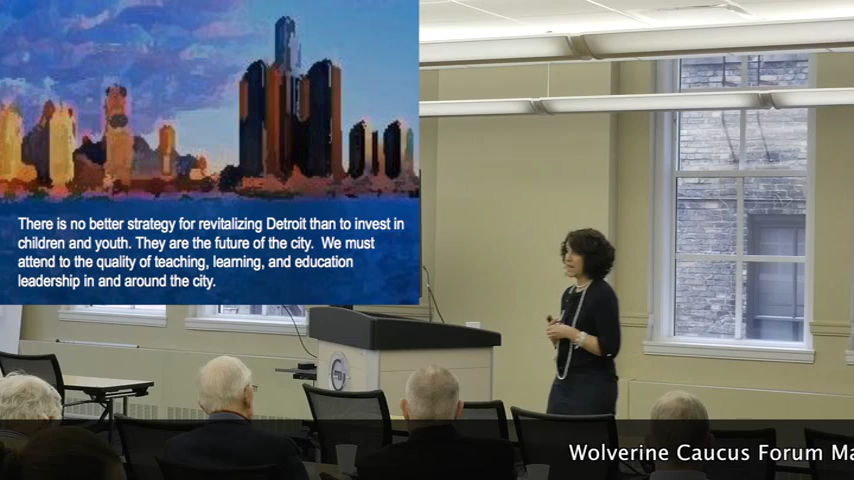 There is no better strategy for revitalizing Detroit than to invest in
children and youth. They are the future of the city.  We must
attend to the quality of teaching, learning, and education
leadership in and around the city.
Wolverine Caucus Forum Ma